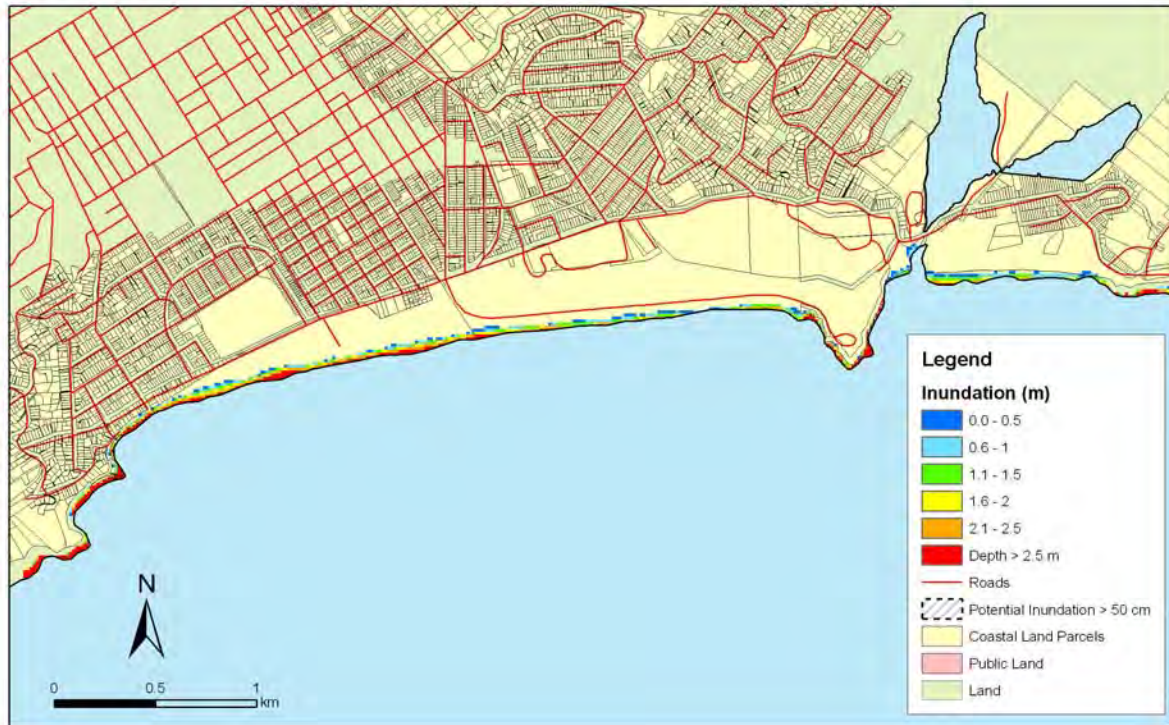 Legend
Inundation (m)
0.0 - 0.5
0.6 - 1
1.1 - 1.5
1.6 - 2
2.1 - 2.5
Depth > 2.5 m
Roads
Potential Inundation > 50 cm
Coastal Land Parcels
Public Land
Land
N
0 0.5 1
km